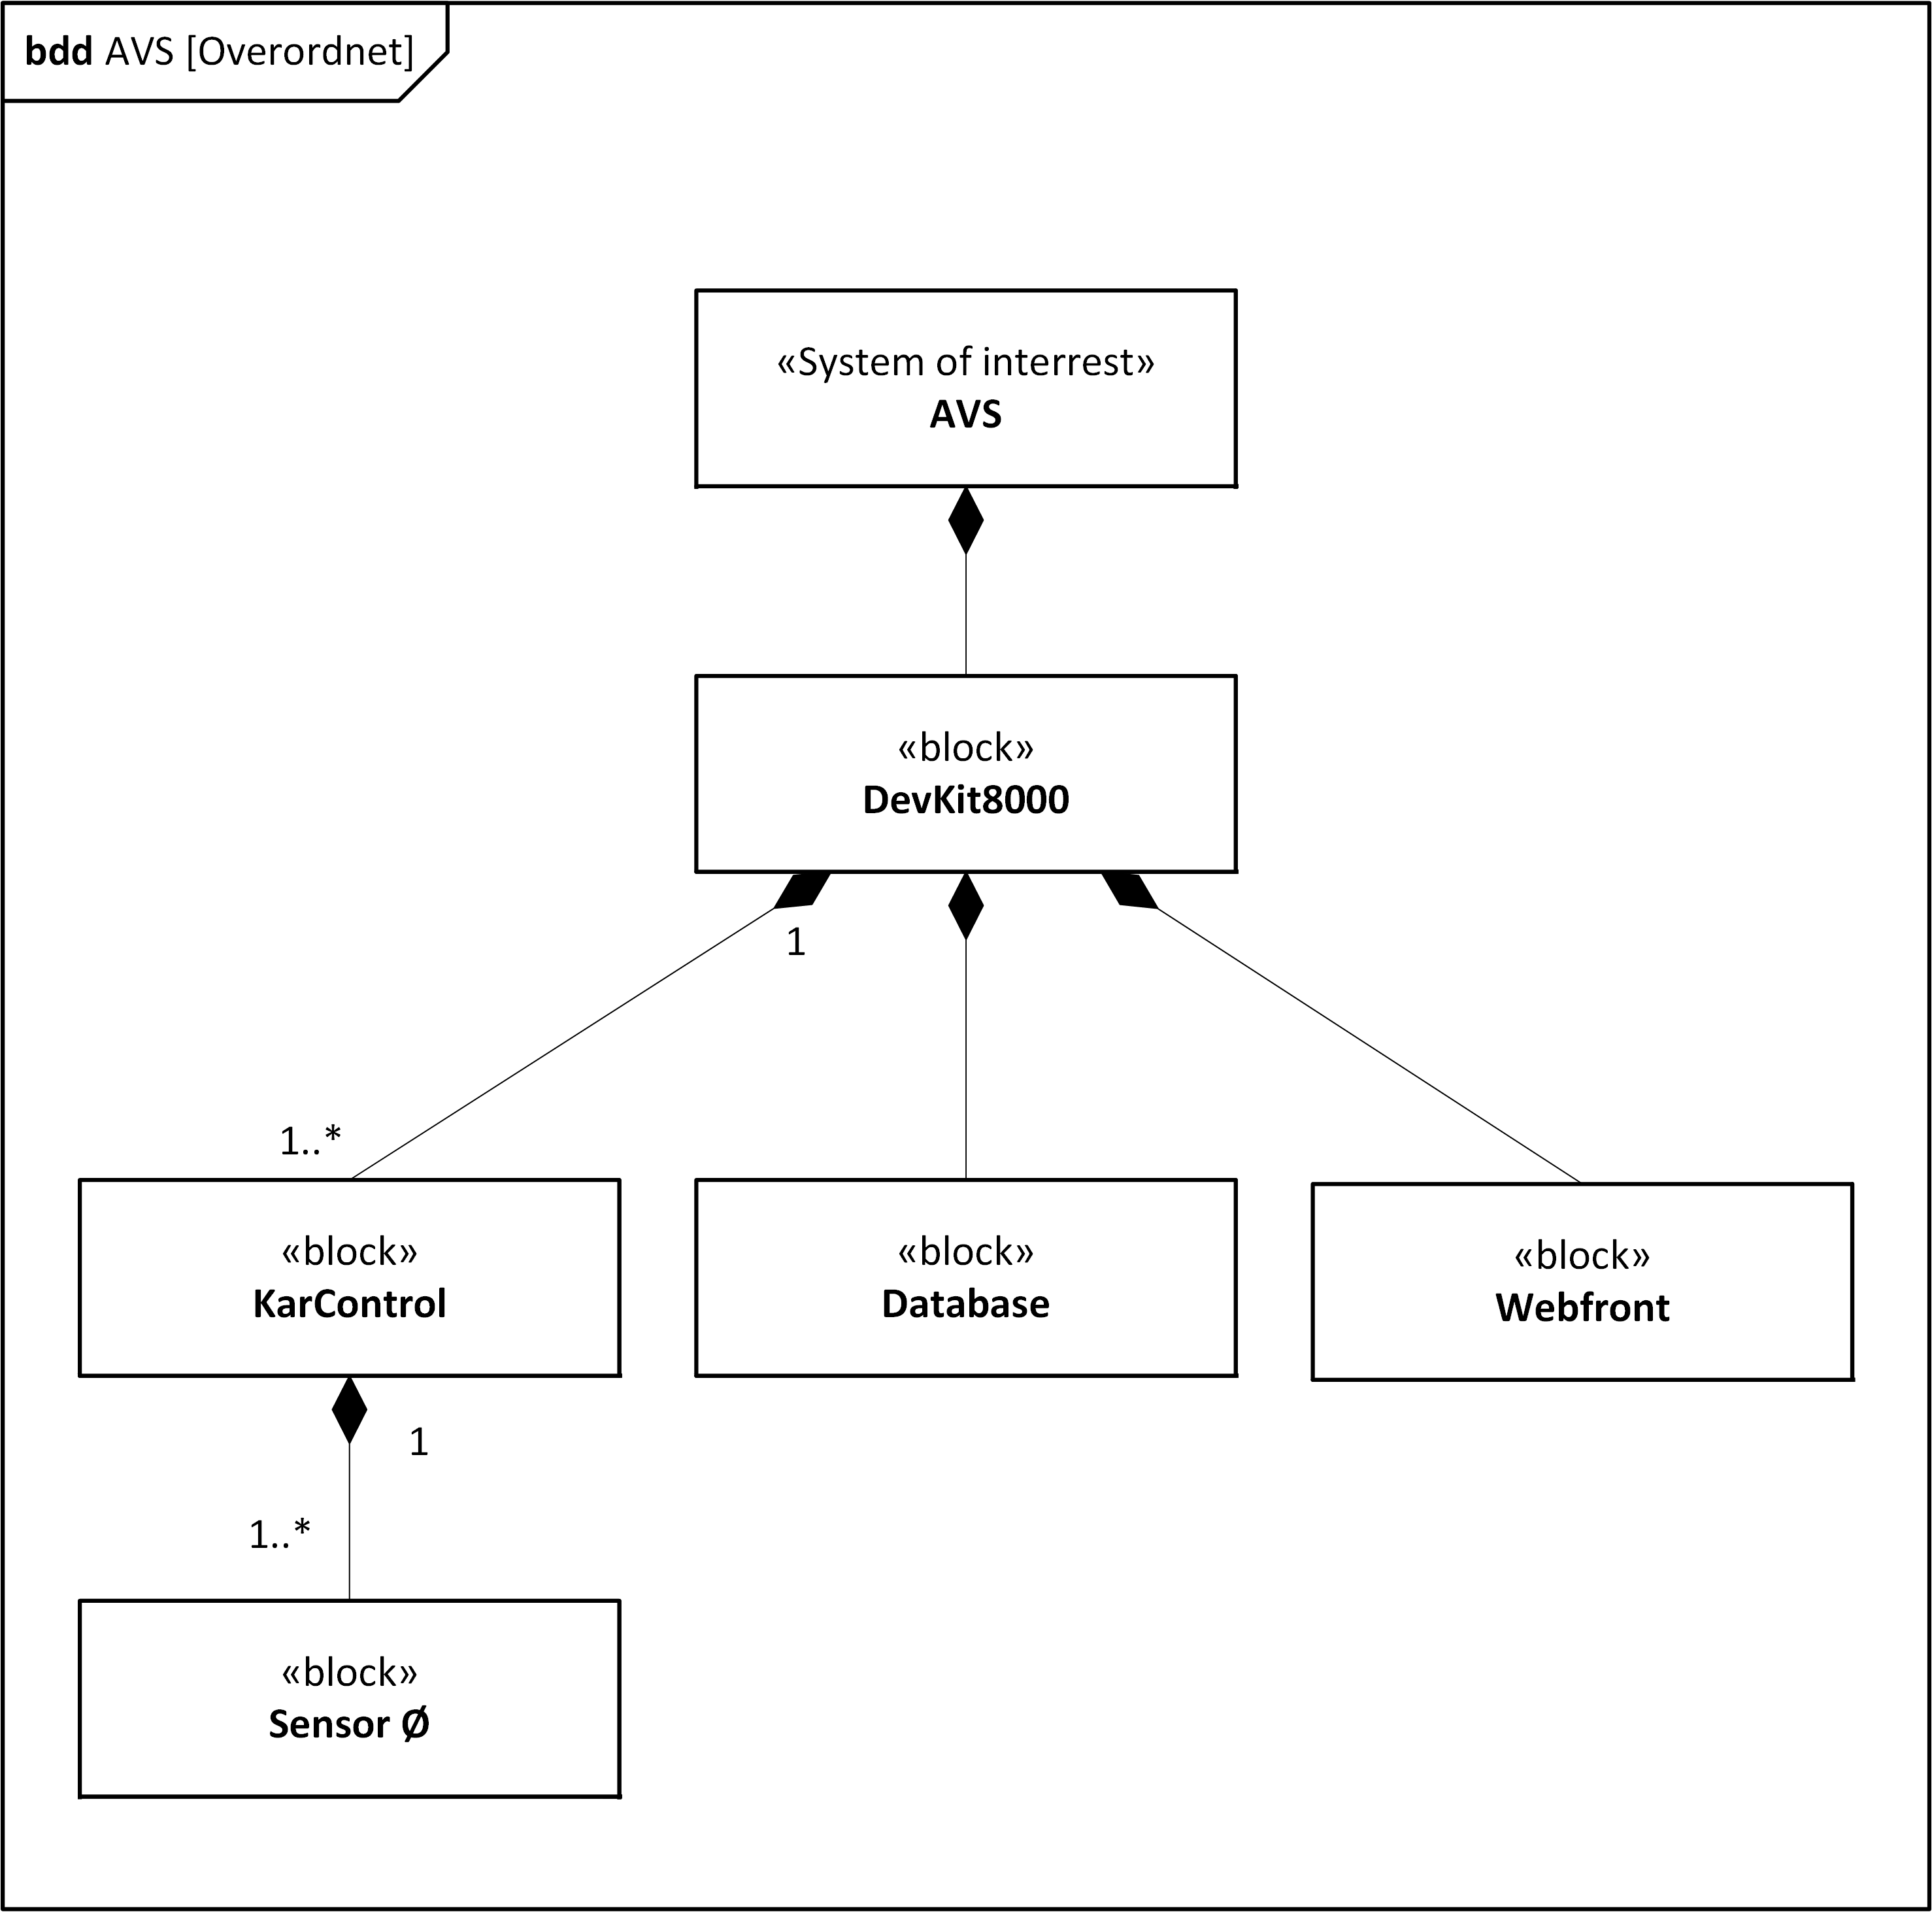 bdd AVS [Overordnet]
«System of interrest»
AVS
«block»
DevKit8000
1
1..*
«block»
KarControl
«block»
Database
«block»
Webfront
1
1..*
«block»
Sensor Ø